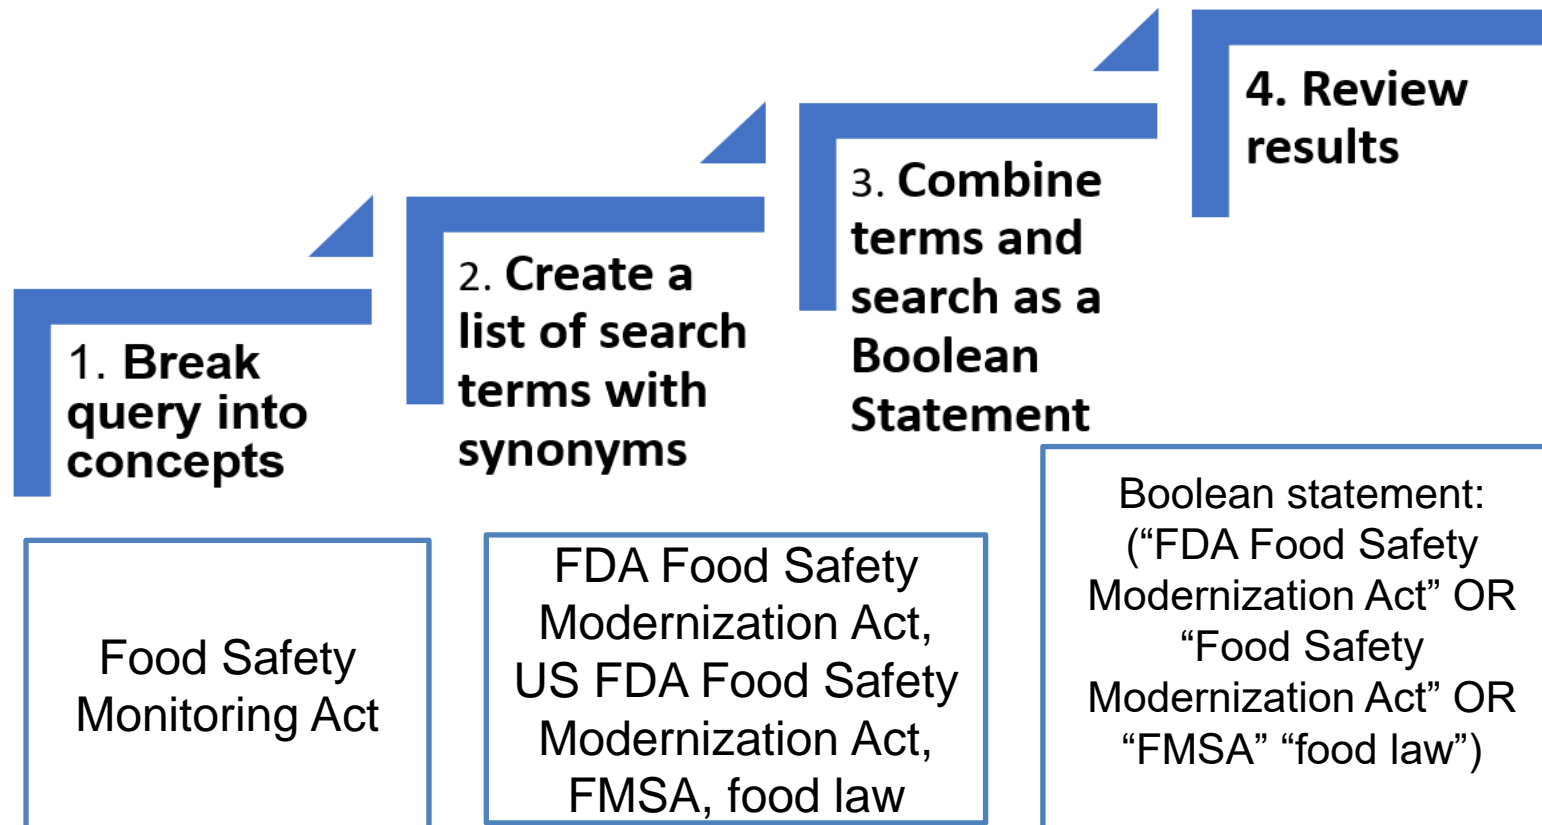 1. Break
query into
concepts
2. Create a
list of search
terms with
synonyms
3. Combine
terms and
search as a
Boolean
Statement
4. Review
results
Food Safety
Monitoring Act
FDA Food Safety
Modernization Act,
US FDA Food Safety
Modernization Act,
FMSA, food law
Boolean statement:
(“FDA Food Safety
Modernization Act” OR
“Food Safety
Modernization Act” OR
“FMSA” “food law”)